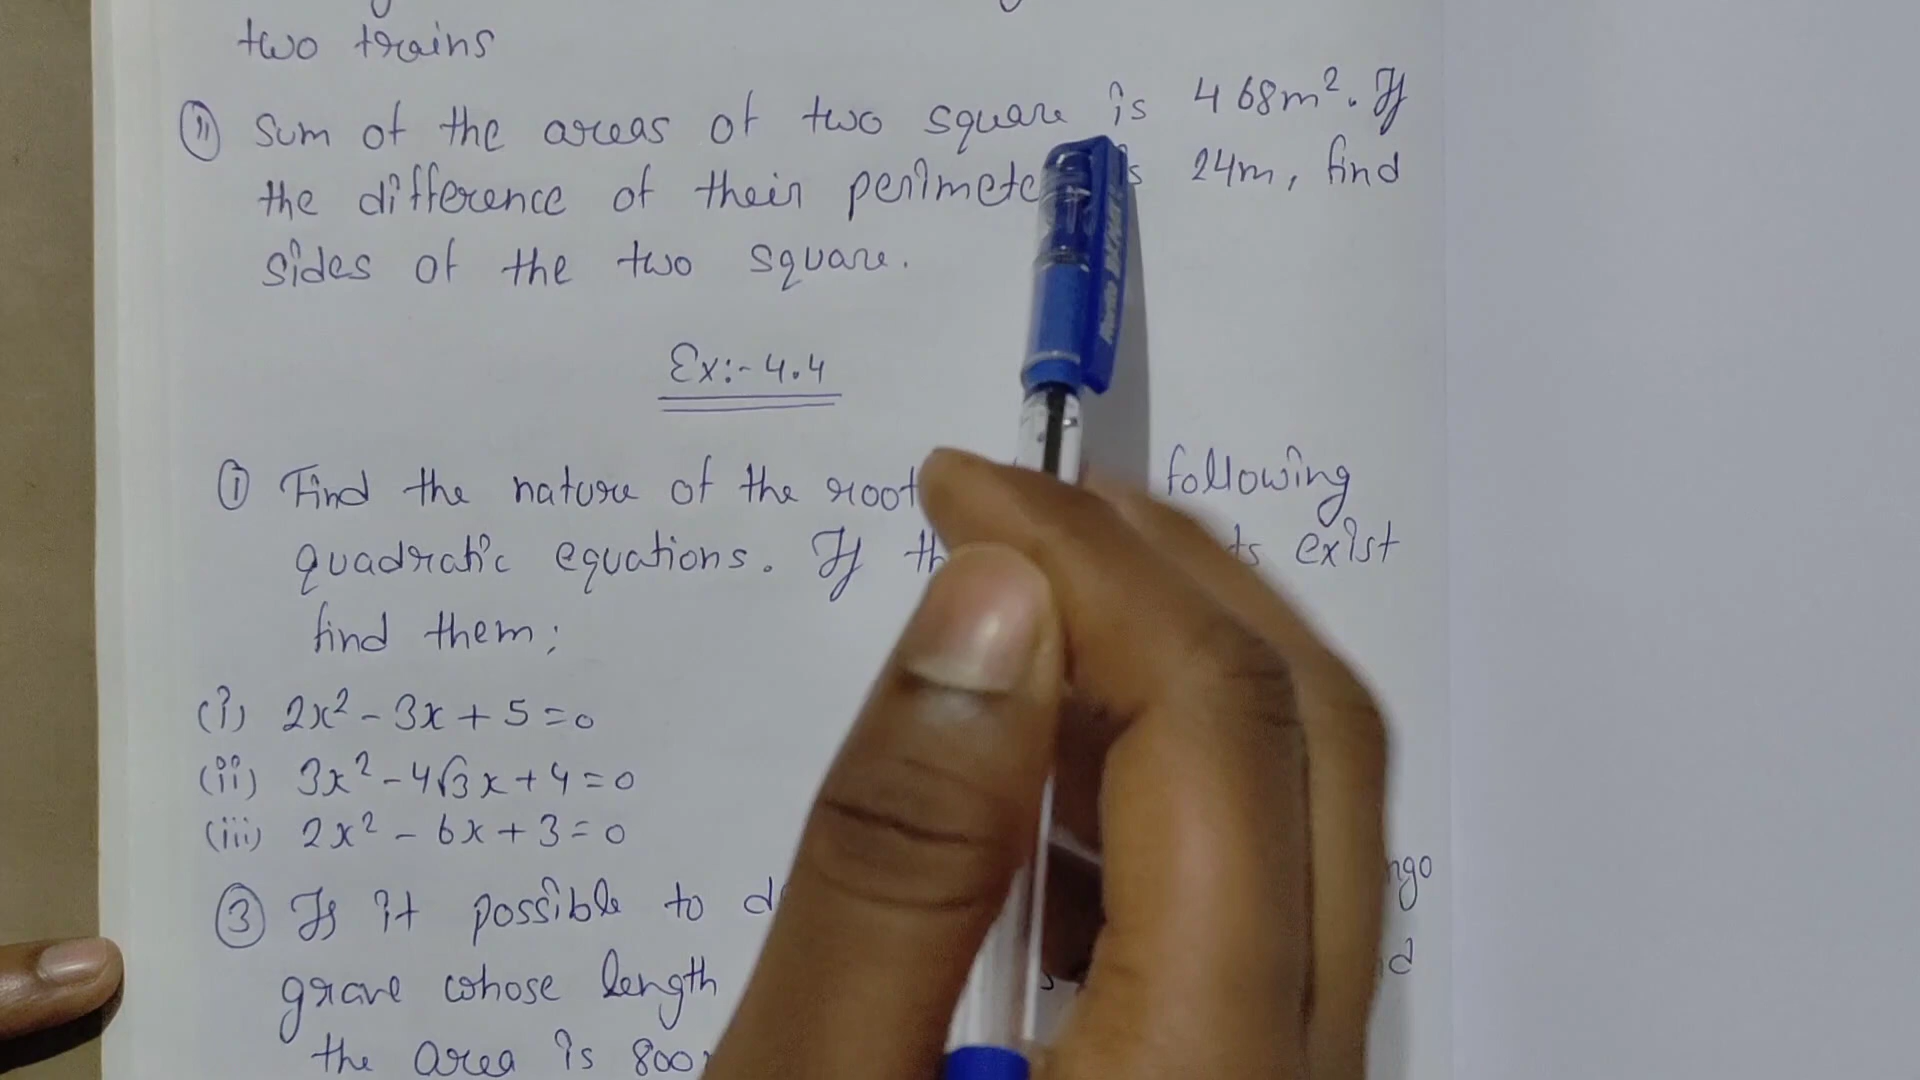 two trains
⑪ Sum of the areas of two square is 468m². If
the difference of their perimete is 24m, find
sides of the two square.
Ex:- 4.4
① Find the nature of the root following
quadratic equations. If th ts exist
find them;
(i) 2x² - 3x + 5 = 0
(ii) 3x² - 4√3x + 4 = 0
(iii) 2x² - 6x + 3 = 0
③ Is it possible to d ngo
grave whose length d
the area is 800